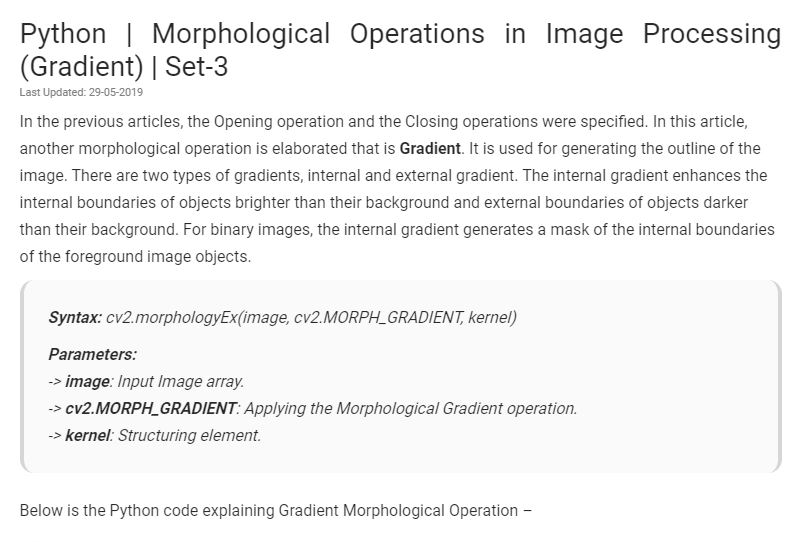 Python | Morphological Operations in Image Processing
(Gradient) | Set-3
Last Updated: 29-05-2019
In the previous articles, the Opening operation and the Closing operations were specified. In this article,
another morphological operation is elaborated that is Gradient. It is used for generating the outline of the
image. There are two types of gradients, internal and external gradient. The internal gradient enhances the
internal boundaries of objects brighter than their background and external boundaries of objects darker
than their background. For binary images, the internal gradient generates a mask of the internal boundaries
of the foreground image objects.
Syntax: cv2.morphologyEx(image, cv2.MORPH_GRADIENT, kernel)
Parameters:
-> image: Input Image array.
-> cv2.MORPH_GRADIENT: Applying the Morphological Gradient operation.
-> kernel: Structuring element.
Below is the Python code explaining Gradient Morphological Operation –